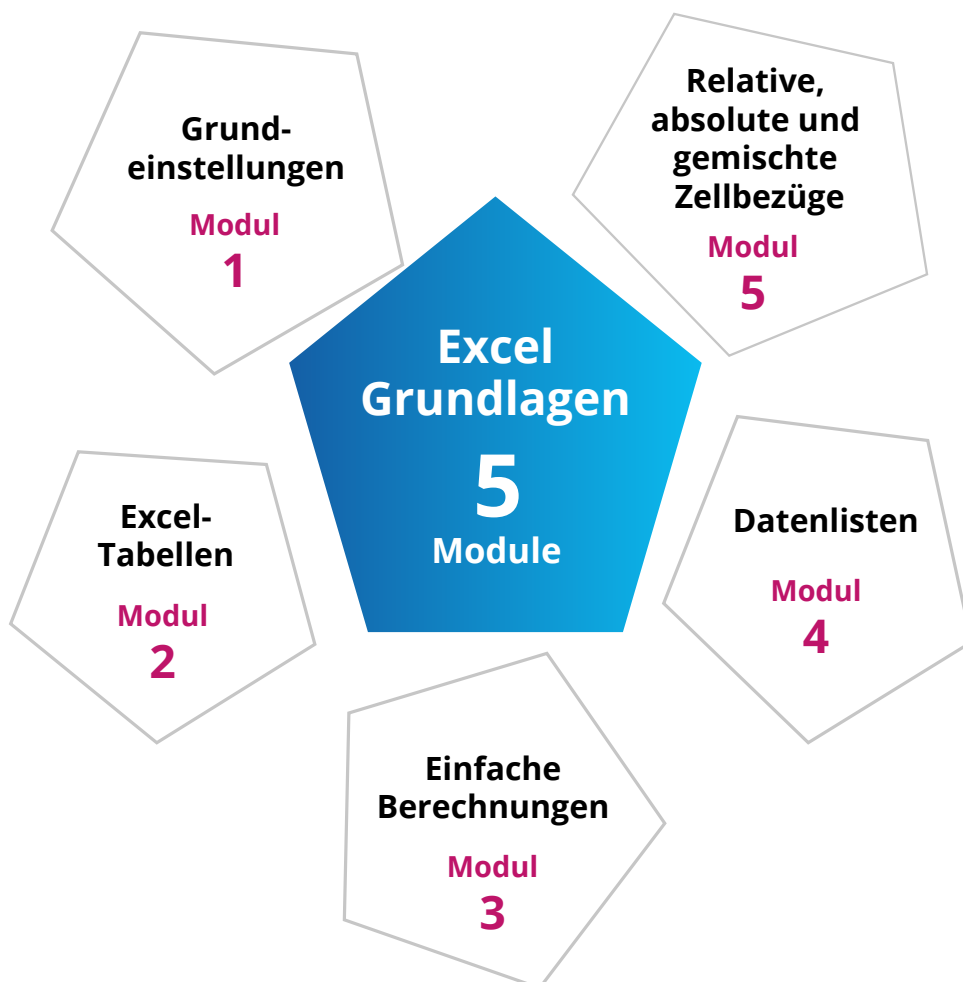 Grund-
einstellungen
Modul
1
Relative,
absolute und
gemischte
Zellbezüge
Modul
5
Excel
Grundlagen
5
Module
Excel-
Tabellen
Modul
2
Datenlisten
Modul
4
Einfache
Berechnungen
Modul
3